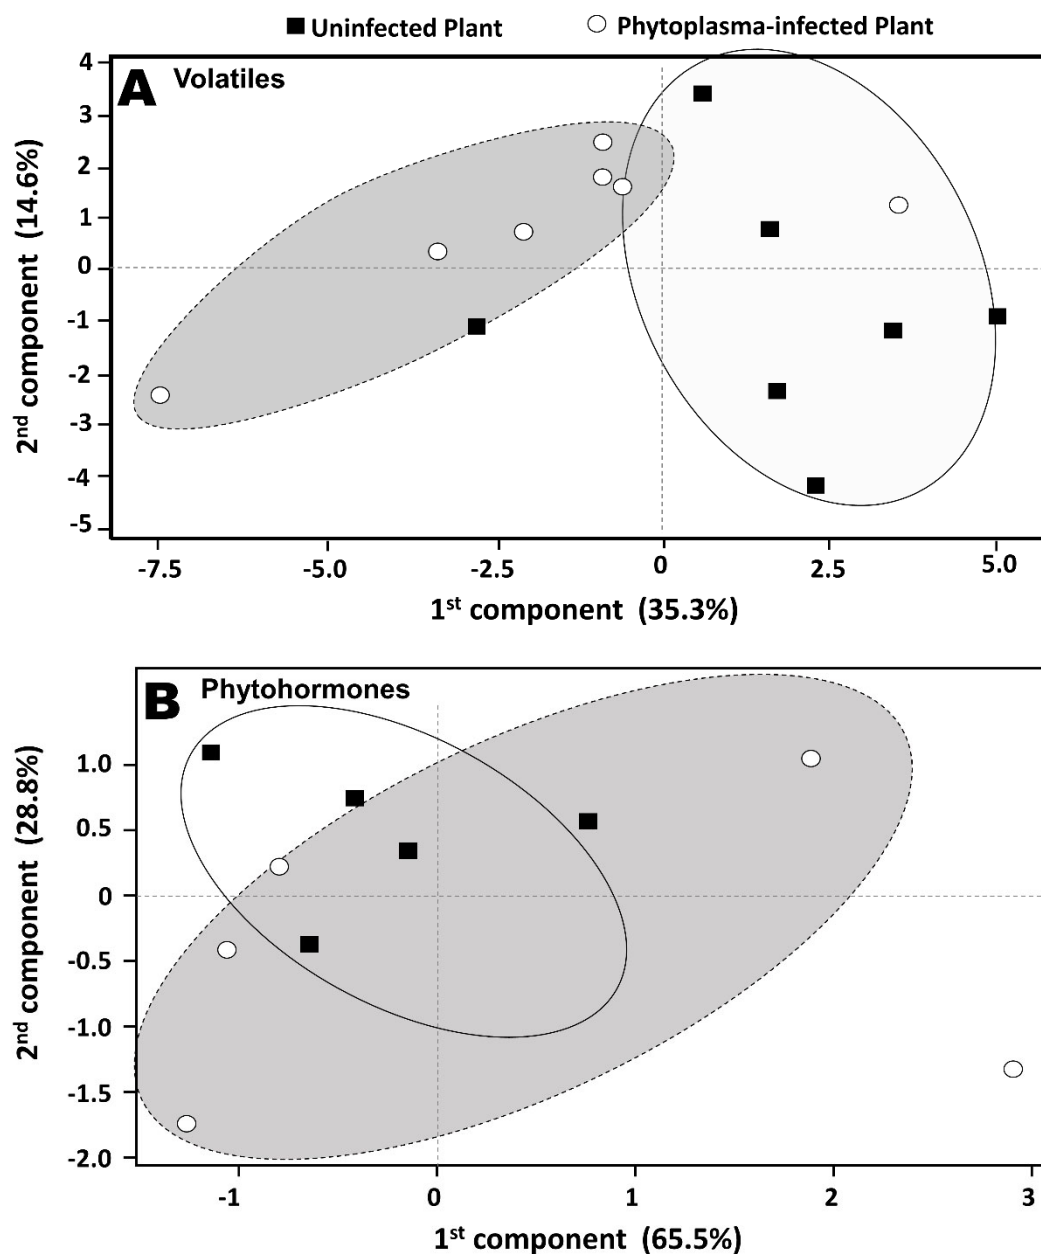 ■ Uninfected Plant ○ Phytoplasma-infected Plant
A Volatiles
4
3
2
1
0
-1
-2
-3
-4
-5
2nd component (14.6%)
-7.5 -5.0 -2.5 0 2.5 5.0
1st component (35.3%)
B Phytohormones
1.0
0.5
0
-0.5
-1.0
-1.5
-2.0
2nd component (28.8%)
-1 0 1 2 3
1st component (65.5%)